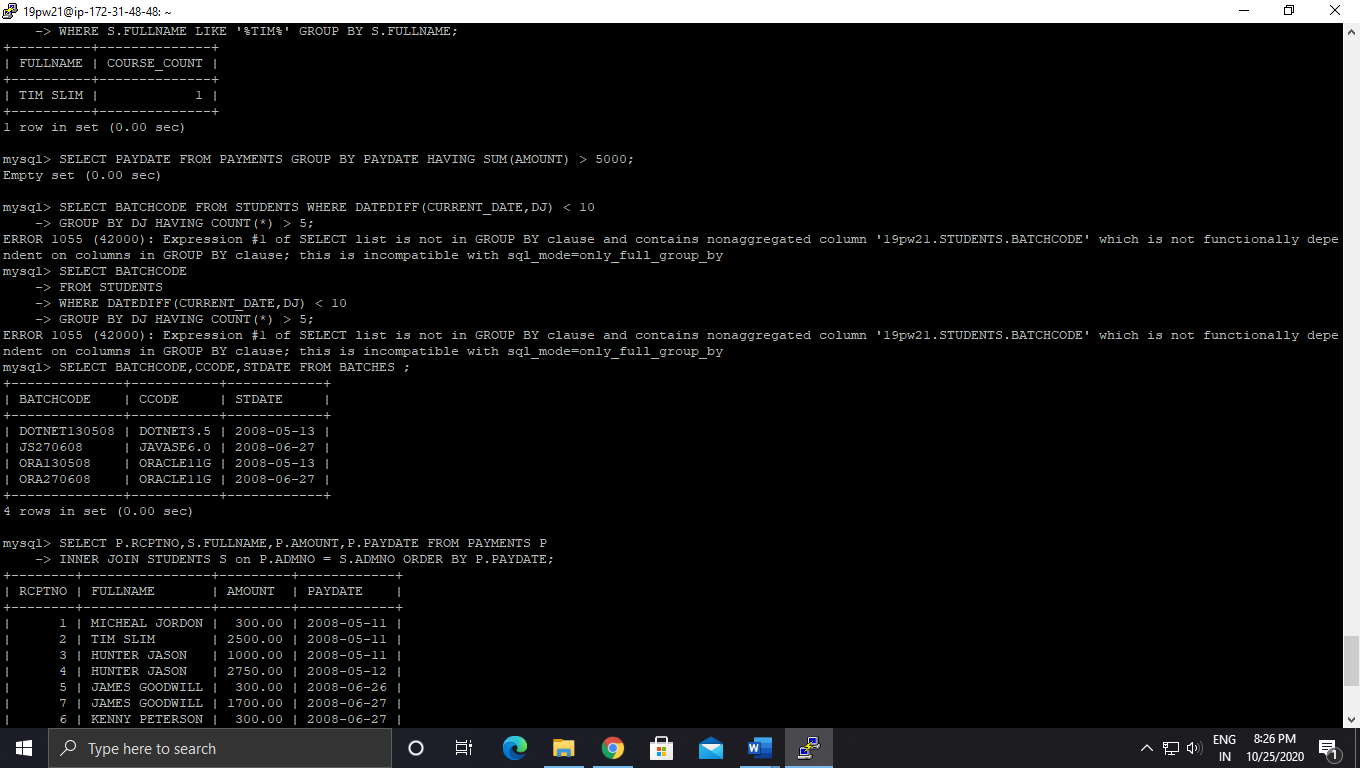 19pw21@ip-172-31-48-48: ~
-> WHERE S.FULLNAME LIKE '%TIM%' GROUP BY S.FULLNAME;
+----------+--------------+
| FULLNAME | COURSE_COUNT |
+----------+--------------+
| TIM SLIM |            1 |
+----------+--------------+
1 row in set (0.00 sec)
mysql> SELECT PAYDATE FROM PAYMENTS GROUP BY PAYDATE HAVING SUM(AMOUNT) > 5000;
Empty set (0.00 sec)
mysql> SELECT BATCHCODE FROM STUDENTS WHERE DATEDIFF(CURRENT_DATE,DJ) < 10
-> GROUP BY DJ HAVING COUNT(*) > 5;
ERROR 1055 (42000): Expression #1 of SELECT list is not in GROUP BY clause and contains nonaggregated column '19pw21.STUDENTS.BATCHCODE' which is not functionally depe
ndent on columns in GROUP BY clause; this is incompatible with sql_mode=only_full_group_by
mysql> SELECT BATCHCODE
-> FROM STUDENTS
-> WHERE DATEDIFF(CURRENT_DATE,DJ) < 10
-> GROUP BY DJ HAVING COUNT(*) > 5;
ERROR 1055 (42000): Expression #1 of SELECT list is not in GROUP BY clause and contains nonaggregated column '19pw21.STUDENTS.BATCHCODE' which is not functionally depe
ndent on columns in GROUP BY clause; this is incompatible with sql_mode=only_full_group_by
mysql> SELECT BATCHCODE,CCODE,STDATE FROM BATCHES ;
+--------------+-----------+------------+
| BATCHCODE    | CCODE     | STDATE     |
+--------------+-----------+------------+
| DOTNET130508 | DOTNET3.5 | 2008-05-13 |
| JS270608     | JAVASE6.0 | 2008-06-27 |
| ORA130508    | ORACLE11G | 2008-05-13 |
| ORA270608    | ORACLE11G | 2008-06-27 |
+--------------+-----------+------------+
4 rows in set (0.00 sec)
mysql> SELECT P.RCPTNO,S.FULLNAME,P.AMOUNT,P.PAYDATE FROM PAYMENTS P
-> INNER JOIN STUDENTS S on P.ADMNO = S.ADMNO ORDER BY P.PAYDATE;
+--------+----------------+---------+------------+
| RCPTNO | FULLNAME       | AMOUNT  | PAYDATE    |
+--------+----------------+---------+------------+
|      1 | MICHEAL JORDON |  300.00 | 2008-05-11 |
|      2 | TIM SLIM       | 2500.00 | 2008-05-11 |
|      3 | HUNTER JASON   | 1000.00 | 2008-05-11 |
|      4 | HUNTER JASON   | 2750.00 | 2008-05-12 |
|      5 | JAMES GOODWILL |  300.00 | 2008-06-26 |
|      7 | JAMES GOODWILL | 1700.00 | 2008-06-27 |
|      6 | KENNY PETERSON |  300.00 | 2008-06-27 |
Type here to search
ENG
IN
8:26 PM
10/25/2020
1